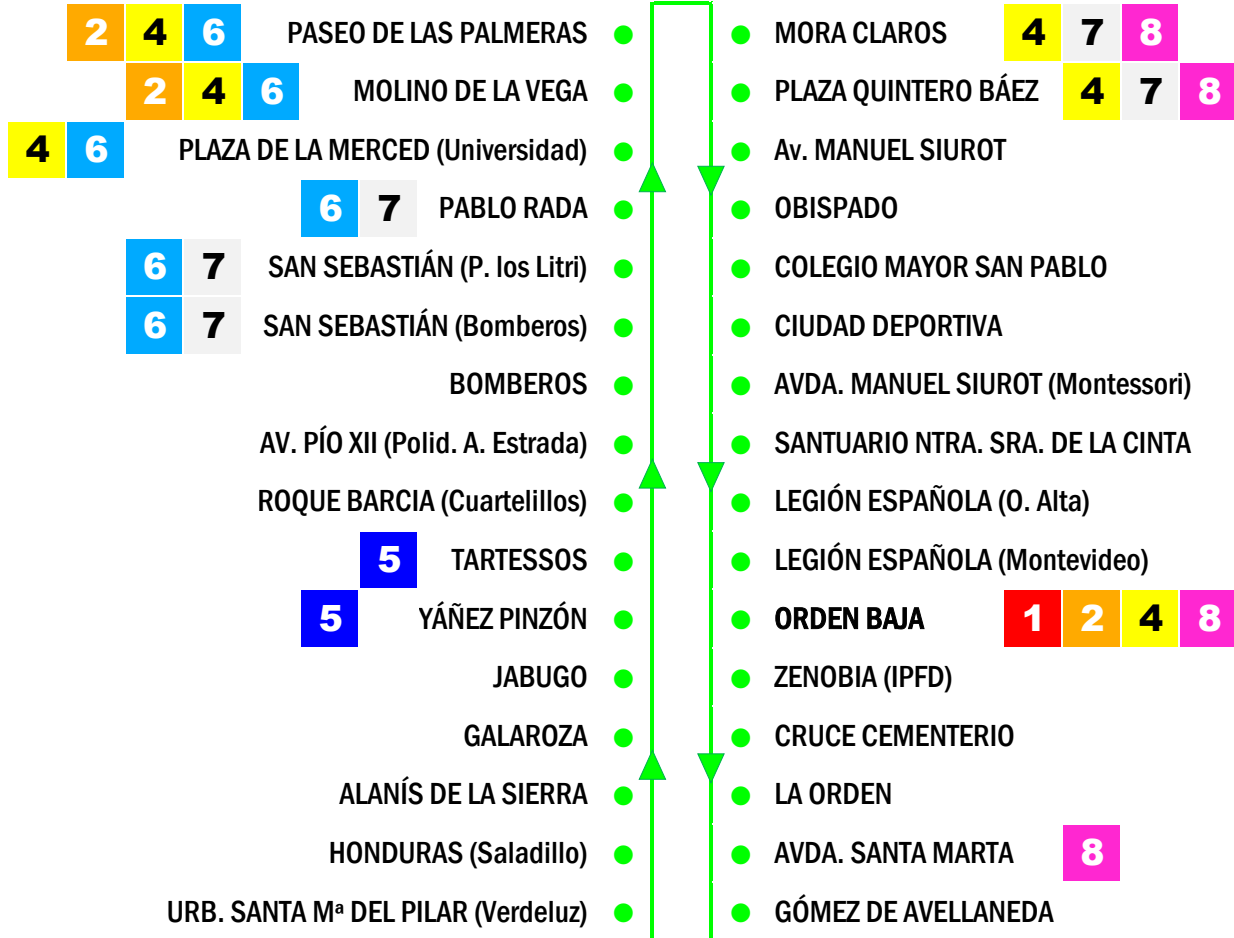 2 4 6 PASEO DE LAS PALMERAS
2 4 6 MOLINO DE LA VEGA
4 6 PLAZA DE LA MERCED (Universidad)
6 7 PABLO RADA
6 7 SAN SEBASTIÁN (P. los Litri)
6 7 SAN SEBASTIÁN (Bomberos)
BOMBEROS
AV. PÍO XII (Polid. A. Estrada)
ROQUE BARCIA (Cuartelillos)
5 TARTESSOS
5 YÁÑEZ PINZÓN
JABUGO
GALAROZA
ALANÍS DE LA SIERRA
HONDURAS (Saladillo)
URB. SANTA Mª DEL PILAR (Verdeluz)
MORA CLAROS 4 7 8
PLAZA QUINTERO BÁEZ 4 7 8
Av. MANUEL SIUROT
OBISPADO
COLEGIO MAYOR SAN PABLO
CIUDAD DEPORTIVA
AVDA. MANUEL SIUROT (Montessori)
SANTUARIO NTRA. SRA. DE LA CINTA
LEGIÓN ESPAÑOLA (O. Alta)
LEGIÓN ESPAÑOLA (Montevideo)
ORDEN BAJA 1 2 4 8
ZENOBIA (IPFD)
CRUCE CEMENTERIO
LA ORDEN
AVDA. SANTA MARTA 8
GÓMEZ DE AVELLANEDA